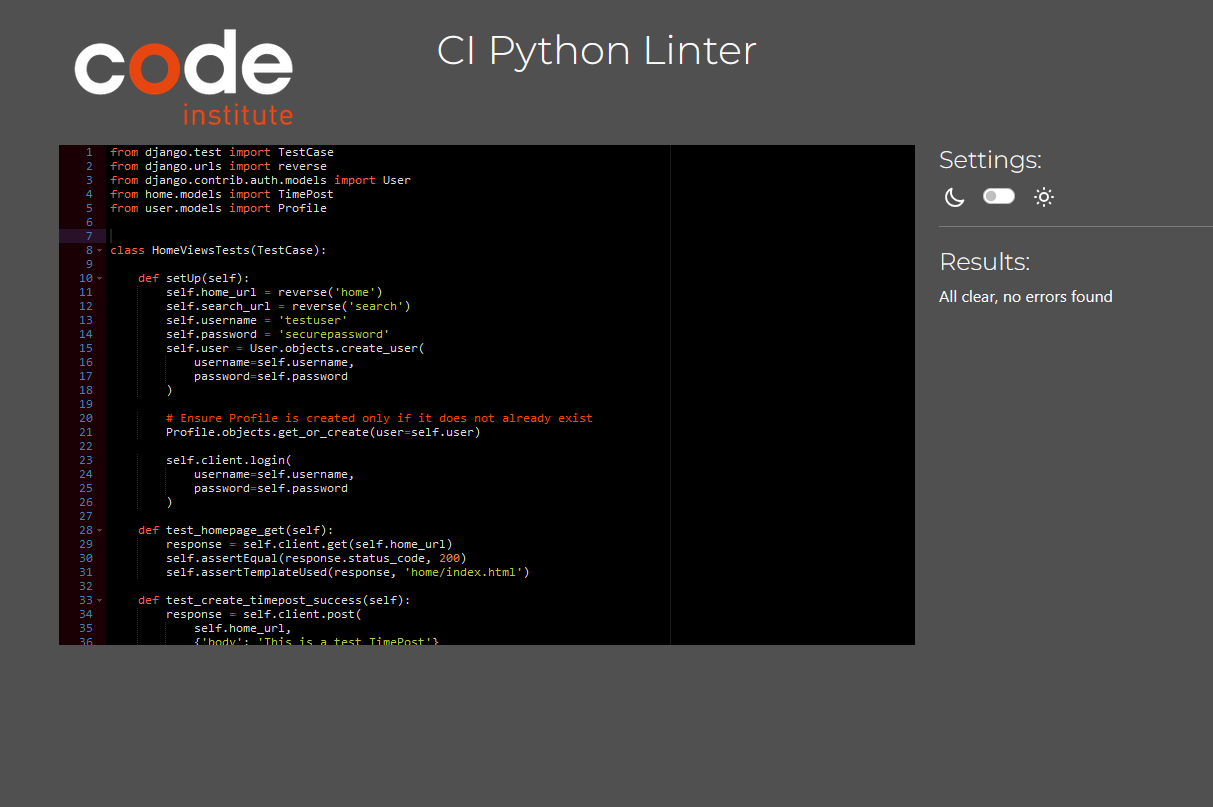 code
institute
CI Python Linter
1 from django.test import TestCase
2 from django.urls import reverse
3 from django.contrib.auth.models import User
4 from home.models import TimePost
5 from user.models import Profile
6
7
8 class HomeViewsTests(TestCase):
9
10 def setUp(self):
11 self.home_url = reverse('home')
12 self.search_url = reverse('search')
13 self.username = 'testuser'
14 self.password = 'securepassword'
15 self.user = User.objects.create_user(
16 username=self.username,
17 password=self.password
18 )
19
20 # Ensure Profile is created only if it does not already exist
21 Profile.objects.get_or_create(user=self.user)
22
23 self.client.login(
24 username=self.username,
25 password=self.password
26 )
27
28 def test_homepage_get(self):
29 response = self.client.get(self.home_url)
30 self.assertEqual(response.status_code, 200)
31 self.assertTemplateUsed(response, 'home/index.html')
32
33 def test_create_timepost_success(self):
34 response = self.client.post(
35 self.home_url,
36 {'body': 'This is a test TimePost'}
Settings:
Results:
All clear, no errors found